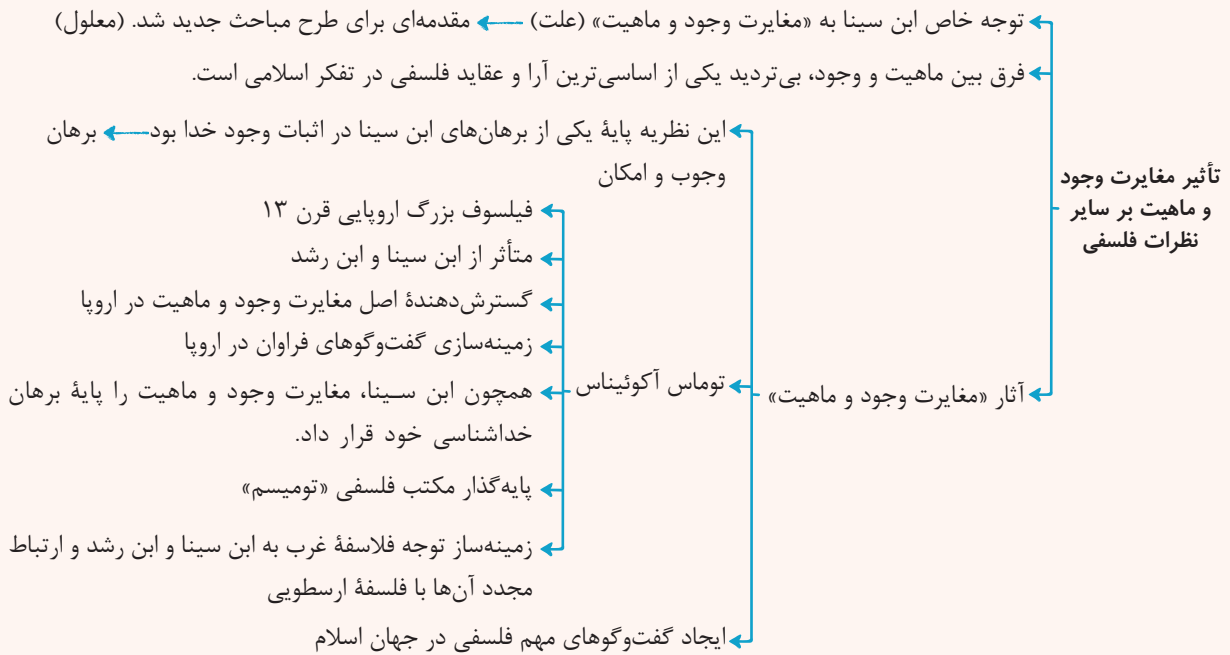 توجه خاص ابن سینا به «مغایرت وجود و ماهیت» (علت) ← مقدمه‌ای برای طرح مباحث جدید شد. (معلول)
فرق بین ماهیت و وجود، بی‌تردید یکی از اساسی‌ترین آرا و عقاید فلسفی در تفکر اسلامی است.
این نظریه پایۀ یکی از برهان‌های ابن سینا در اثبات وجود خدا بود ← برهان
وجوب و امکان
تأثیر مغایرت وجود
و ماهیت بر سایر
نظرات فلسفی
فیلسوف بزرگ اروپایی قرن ۱۳
متأثر از ابن سینا و ابن رشد
گسترش‌دهندۀ اصل مغایرت وجود و ماهیت در اروپا
زمینه‌سازی گفت‌وگوهای فراوان در اروپا
آثار «مغایرت وجود و ماهیت»
توماس آکوئیناس
همچون ابن سینا، مغایرت وجود و ماهیت را پایۀ برهان
خداشناسی خود قرار داد.
پایه‌گذار مکتب فلسفی «تومیسم»
زمینه‌ساز توجه فلاسفۀ غرب به ابن سینا و ابن رشد و ارتباط
مجدد آن‌ها با فلسفۀ ارسطویی
ایجاد گفت‌وگوهای مهم فلسفی در جهان اسلام